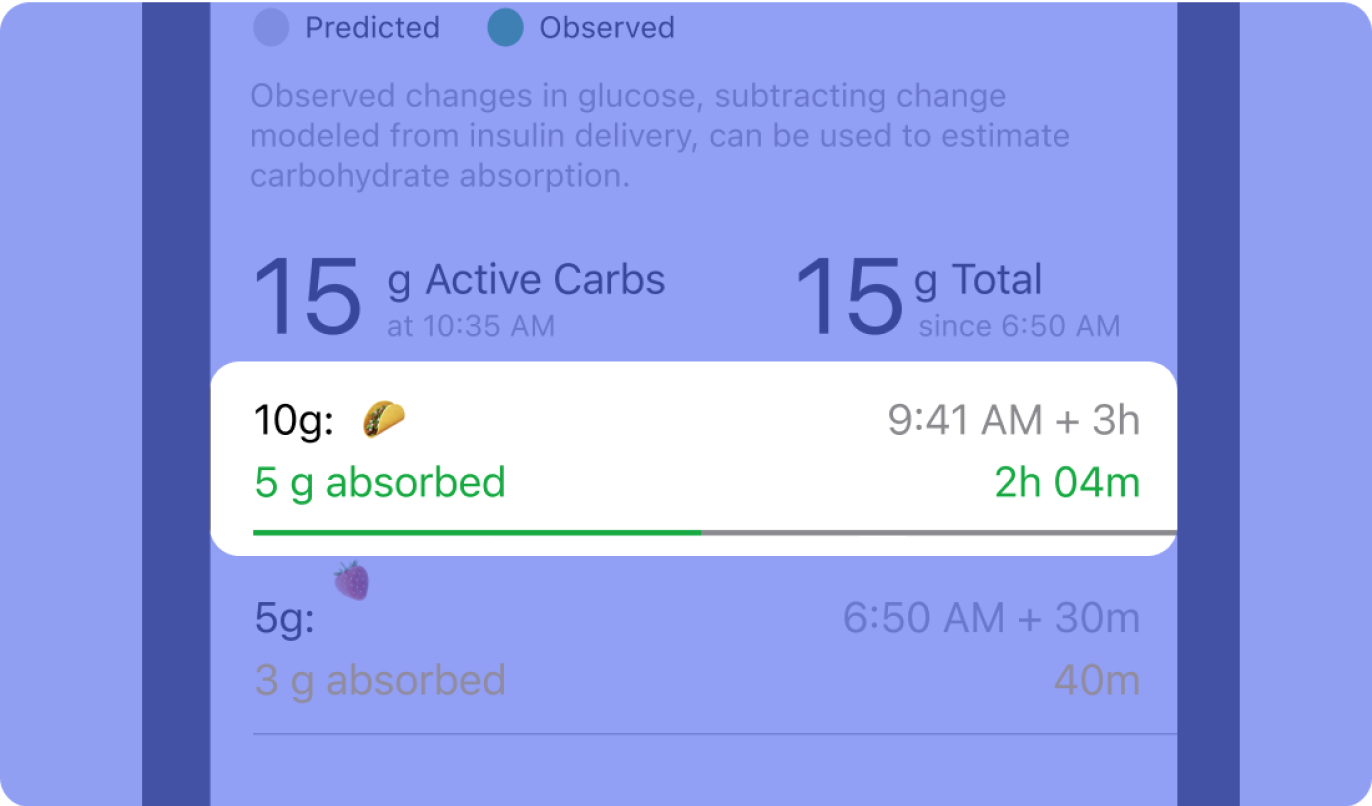 Predicted Observed
Observed changes in glucose, subtracting change
modeled from insulin delivery, can be used to estimate
carbohydrate absorption.
15 g Active Carbs 15 g Total
at 10:35 AM since 6:50 AM
10g: 🌮 9:41 AM + 3h
5 g absorbed 2h 04m
🍓
5g: 6:50 AM + 30m
3 g absorbed 40m